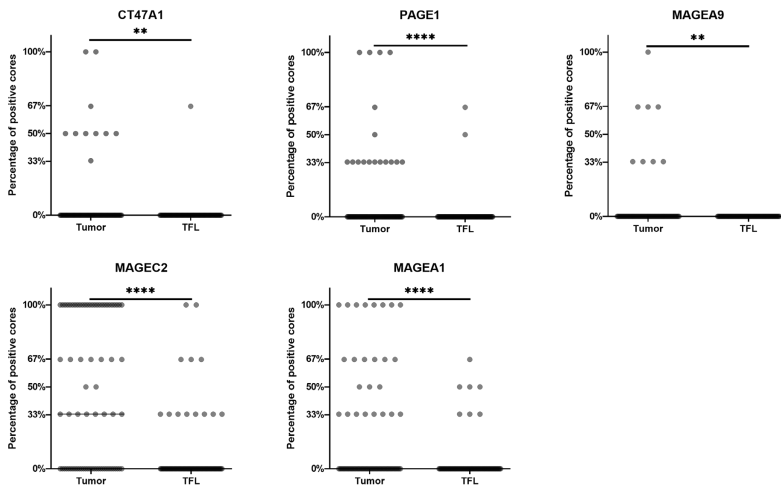 CT47A1
**
Percentage of positive cores
100%
67%
50%
33%
0%
Tumor
TFL
PAGE1
****
Percentage of positive cores
100%
67%
50%
33%
0%
Tumor
TFL
MAGEA9
**
Percentage of positive cores
100%
67%
50%
33%
0%
Tumor
TFL
MAGEC2
****
Percentage of positive cores
100%
67%
50%
33%
0%
Tumor
TFL
MAGEA1
****
Percentage of positive cores
100%
67%
50%
33%
0%
Tumor
TFL